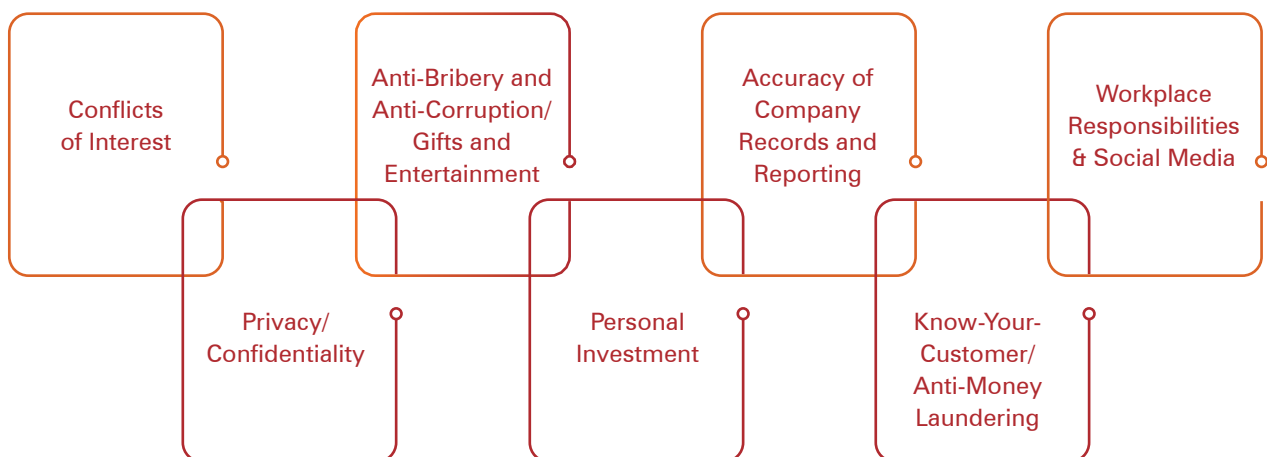 Conflicts
of Interest
Anti-Bribery and
Anti-Corruption/
Gifts and
Entertainment
Accuracy of
Company
Records and
Reporting
Workplace
Responsibilities
& Social Media
Privacy/
Confidentiality
Personal
Investment
Know-Your-
Customer/
Anti-Money
Laundering